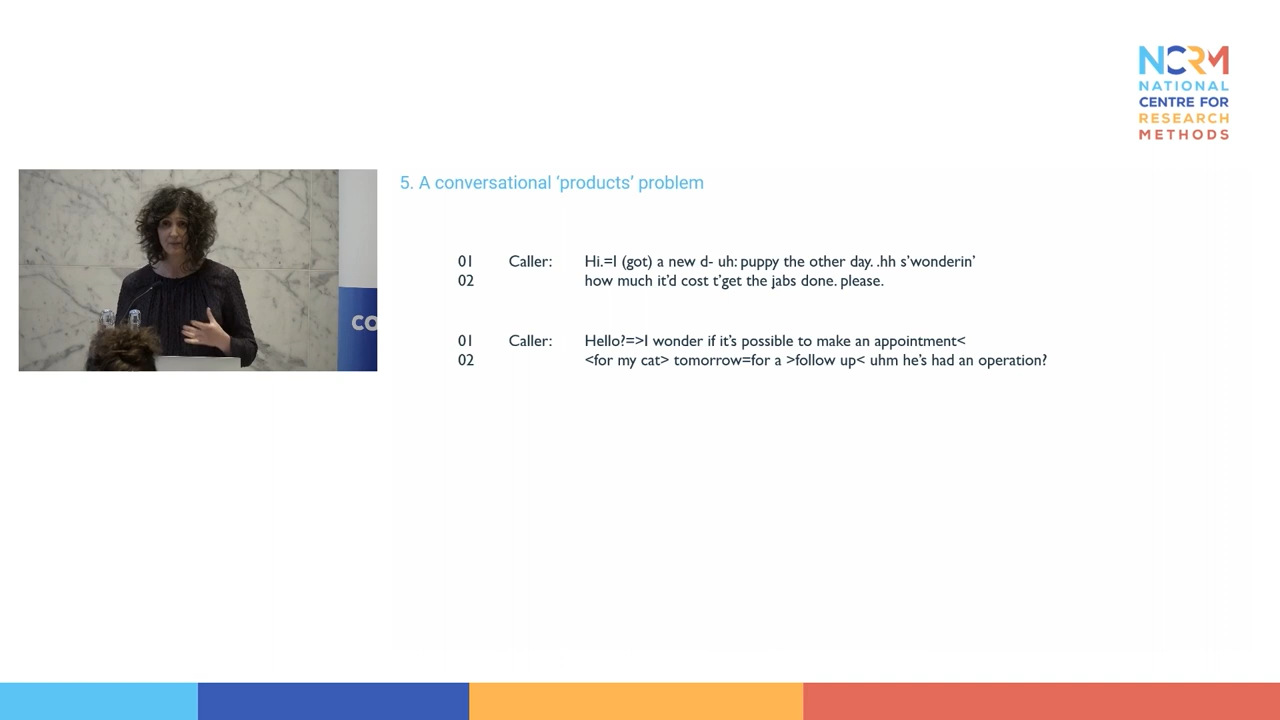 NCRM
NATIONAL
CENTRE FOR
RESEARCH
METHODS
5. A conversational ‘products’ problem
01 Caller: Hi.=I (got) a new d- uh: puppy the other day. .hh s’wonderin’
02 how much it’d cost t’get the jabs done. please.
01 Caller: Hello?=>I wonder if it’s possible to make an appointment<
02 <for my cat> tomorrow=for a >follow up< uhm he’s had an operation?
CO